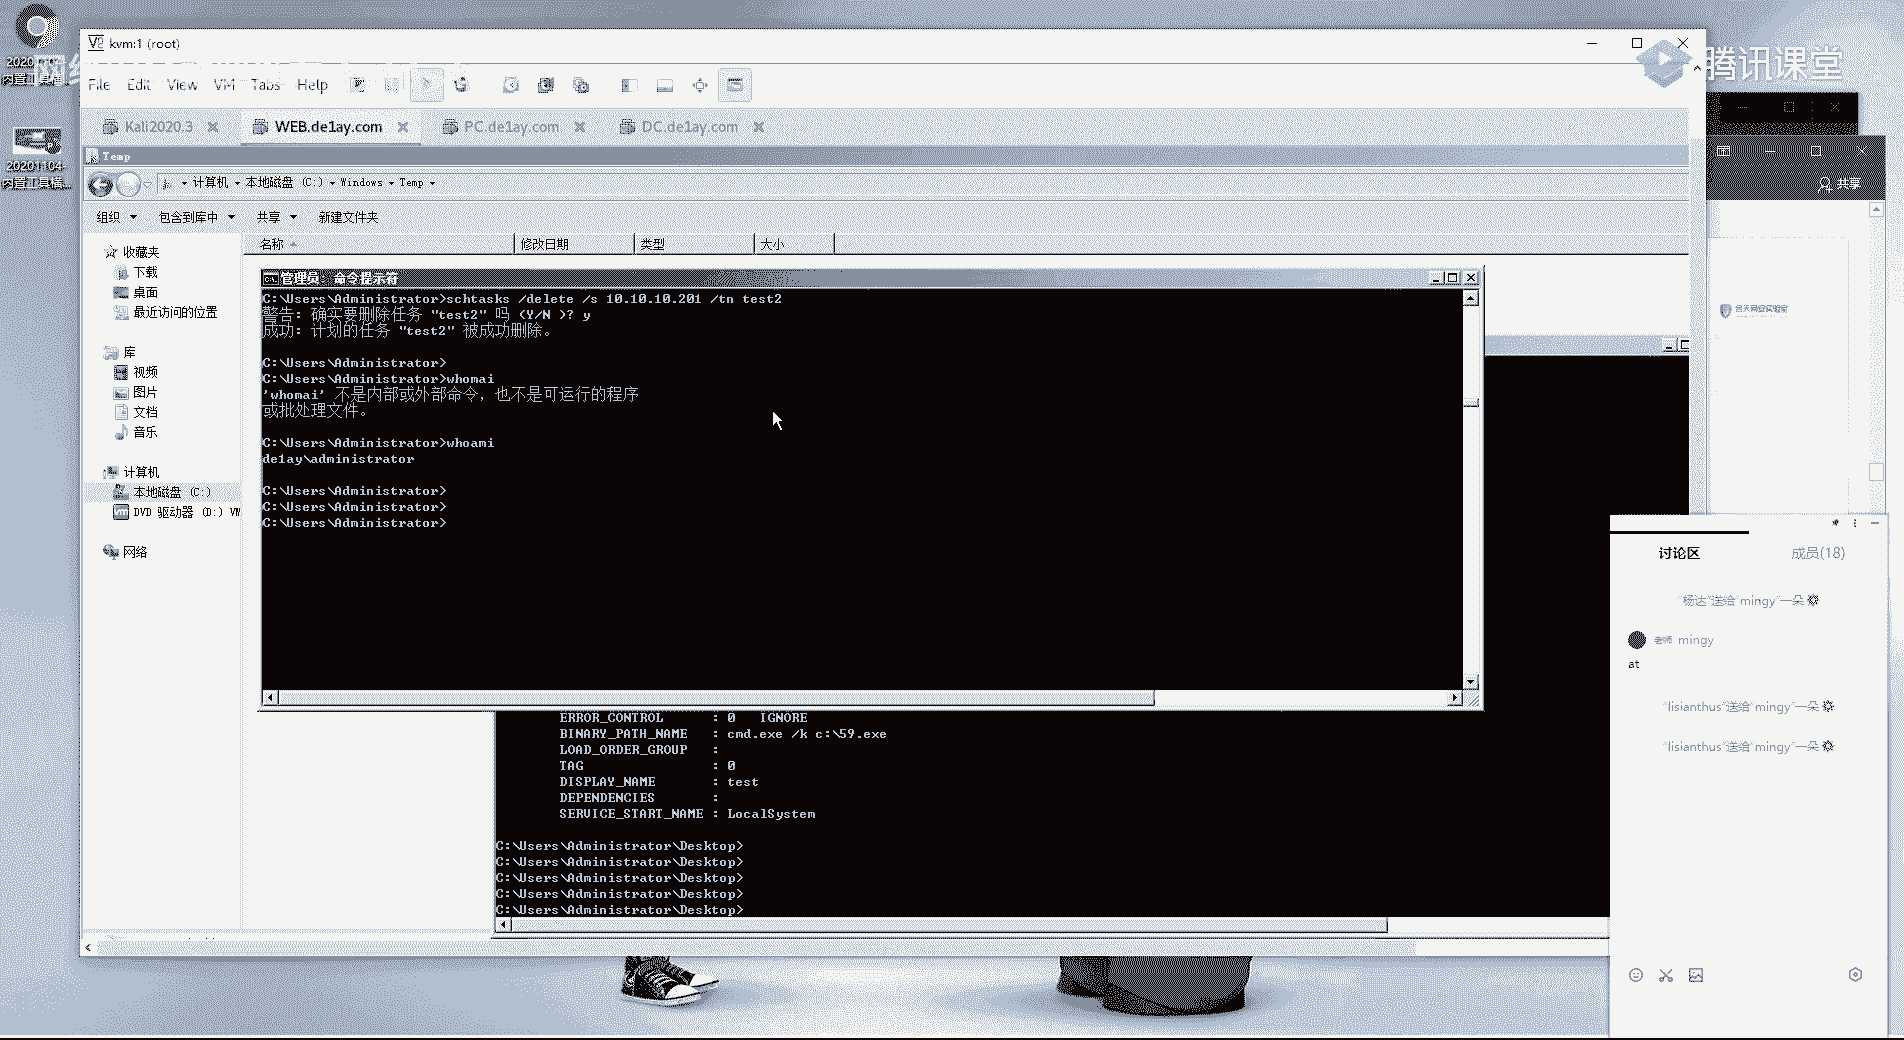 V2 kvm:1 (root)
File Edit View VM Tabs Help
腾讯课堂
Kali2020.3
WEB.de1ay.com
PC.de1ay.com
DC.de1ay.com
Temp
计算机 本地磁盘 (C:) Windows Temp
组织 包含到库中 共享 新建文件夹
共享
名称 修改日期 类型 大小
收藏夹
下载
桌面
最近访问的位置
库
视频
图片
文档
音乐
计算机
本地磁盘 (C:)
DVD 驱动器 (D:) VM
网络
管理员: 命令提示符
C:\Users\Administrator>schtasks /delete /s 10.10.10.201 /tn test2
警告: 确实要删除任务 "test2" 吗 (Y/N )? y
成功: 计划的任务 "test2" 被成功删除。
C:\Users\Administrator>
C:\Users\Administrator>whomai
'whomai' 不是内部或外部命令，也不是可运行的程序
或批处理文件。
C:\Users\Administrator>whoami
de1ay\administrator
C:\Users\Administrator>
C:\Users\Administrator>
C:\Users\Administrator>
ERROR_CONTROL : 0 IGNORE
BINARY_PATH_NAME : cmd.exe /k c:\59.exe
LOAD_ORDER_GROUP :
TAG : 0
DISPLAY_NAME : test
DEPENDENCIES :
SERVICE_START_NAME : LocalSystem
C:\Users\Administrator\Desktop>
C:\Users\Administrator\Desktop>
C:\Users\Administrator\Desktop>
C:\Users\Administrator\Desktop>
C:\Users\Administrator\Desktop>
讨论区 成员(18)
"杨达"送给"mingy"一朵
老师 mingy
at
"lisianthus"送给"mingy"一朵
"lisianthus"送给"mingy"一朵